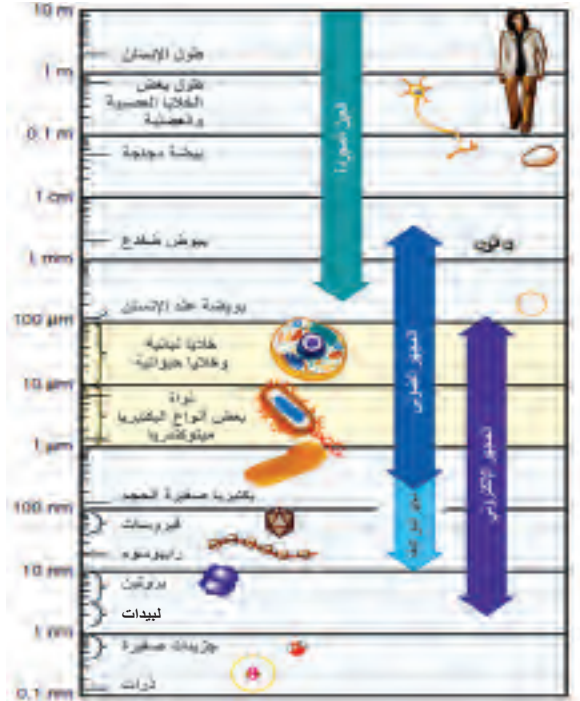 10 m
طول الإنسان
1 m
طول بعض
الخلايا العصبية
والعضلية
0.1 m
بيضة دجاجة
1 cm
بيوض ضفدع
1 mm
بويضة عند الإنسان
100 µm
خلايا نباتية
وخلايا حيوانية
10 µm
نواة
بعض أنواع البكتيريا
ميتوكندريا
1 µm
بكتيريا صغيرة الحجم
100 nm
فيروسات
رايبوسوم
10 nm
بروتين
لبيدات
1 nm
جزيئات صغيرة
ذرات
0.1 nm
العين المجردة
المجهر الضوئي
المجهر الإلكتروني